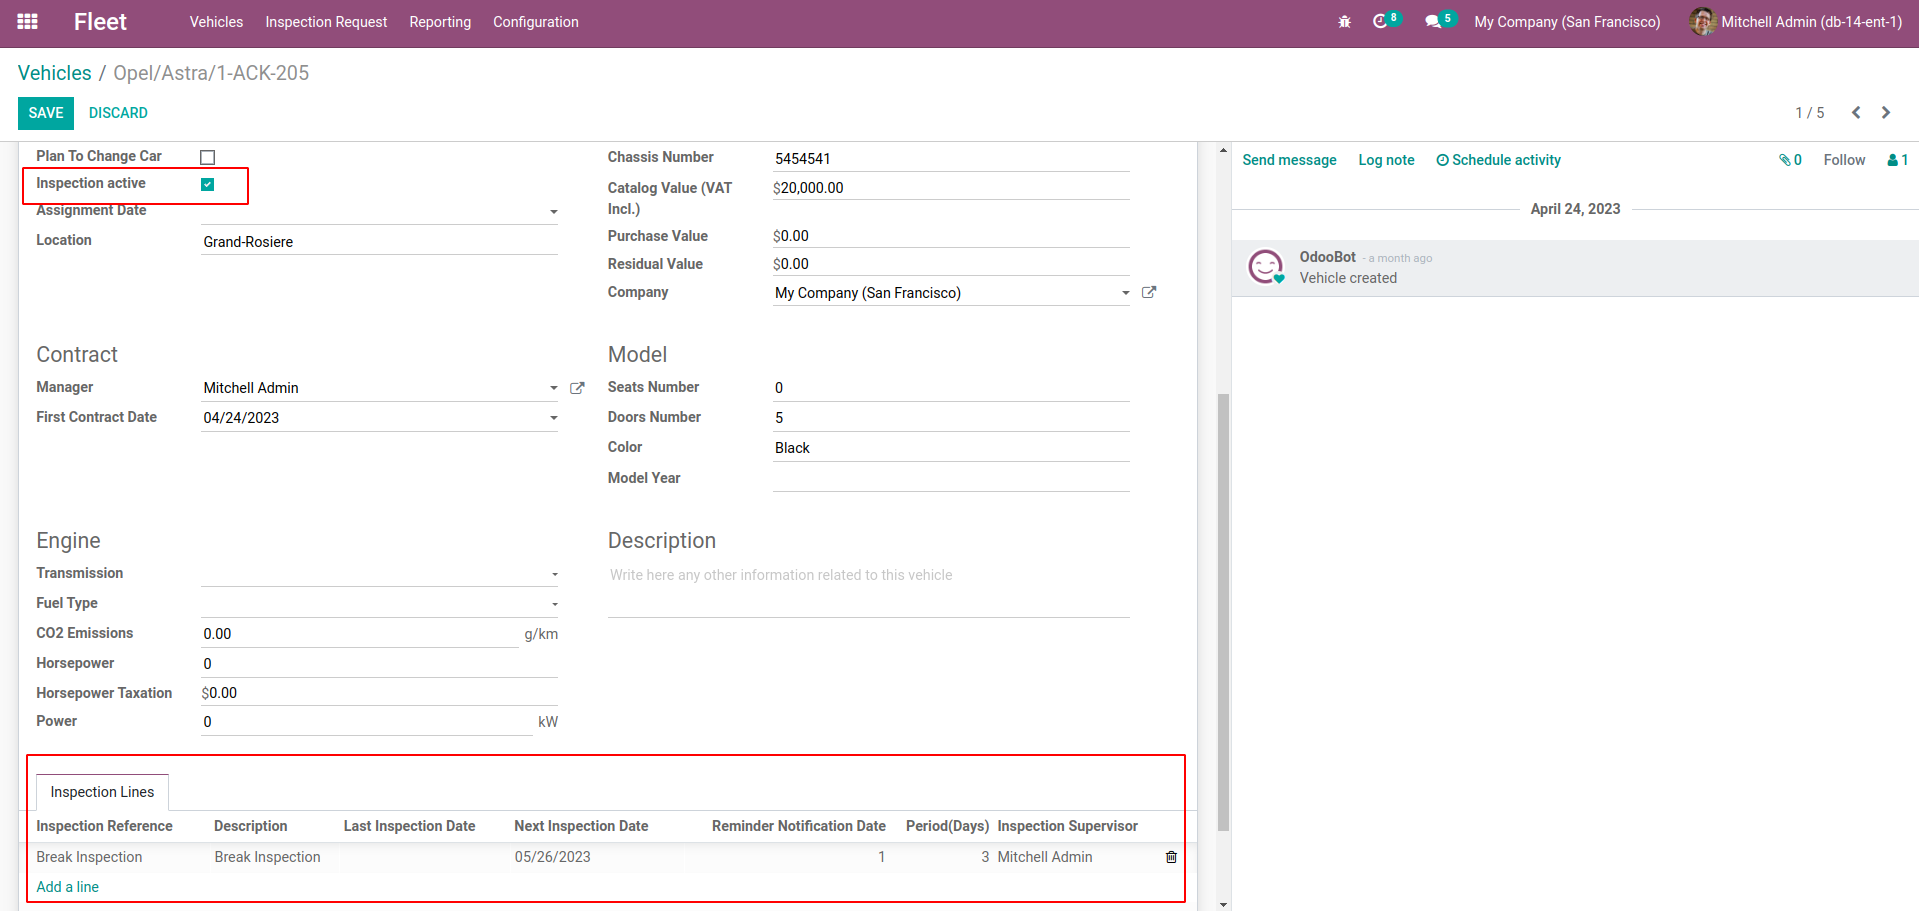 Fleet Vehicles Inspection Request Reporting Configuration 8 5 My Company (San Francisco) Mitchell Admin (db-14-ent-1)
Vehicles / Opel/Astra/1-ACK-205
SAVE DISCARD 1 / 5
Plan To Change Car
Inspection active
Assignment Date
Location Grand-Rosiere
Chassis Number 5454541
Catalog Value (VAT $20,000.00
Incl.)
Purchase Value $0.00
Residual Value $0.00
Company My Company (San Francisco)
Contract
Manager Mitchell Admin
First Contract Date 04/24/2023
Model
Seats Number 0
Doors Number 5
Color Black
Model Year
Engine
Transmission
Fuel Type
CO2 Emissions 0.00 g/km
Horsepower 0
Horsepower Taxation $0.00
Power 0 kW
Description
Write here any other information related to this vehicle
Inspection Lines
Inspection Reference Description Last Inspection Date Next Inspection Date Reminder Notification Date Period(Days) Inspection Supervisor
Break Inspection Break Inspection 05/26/2023 1 3 Mitchell Admin
Add a line
Send message Log note Schedule activity 0 Follow 1
April 24, 2023
OdooBot - a month ago
Vehicle created